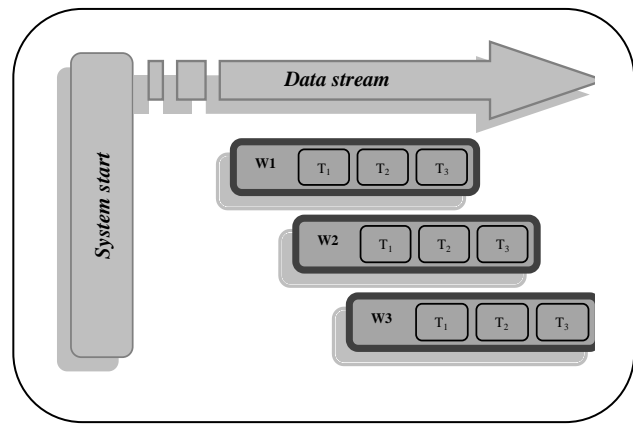 System start
Data stream
W1 T₁ T₂ T₃
W2 T₁ T₂ T₃
W3 T₁ T₂ T₃